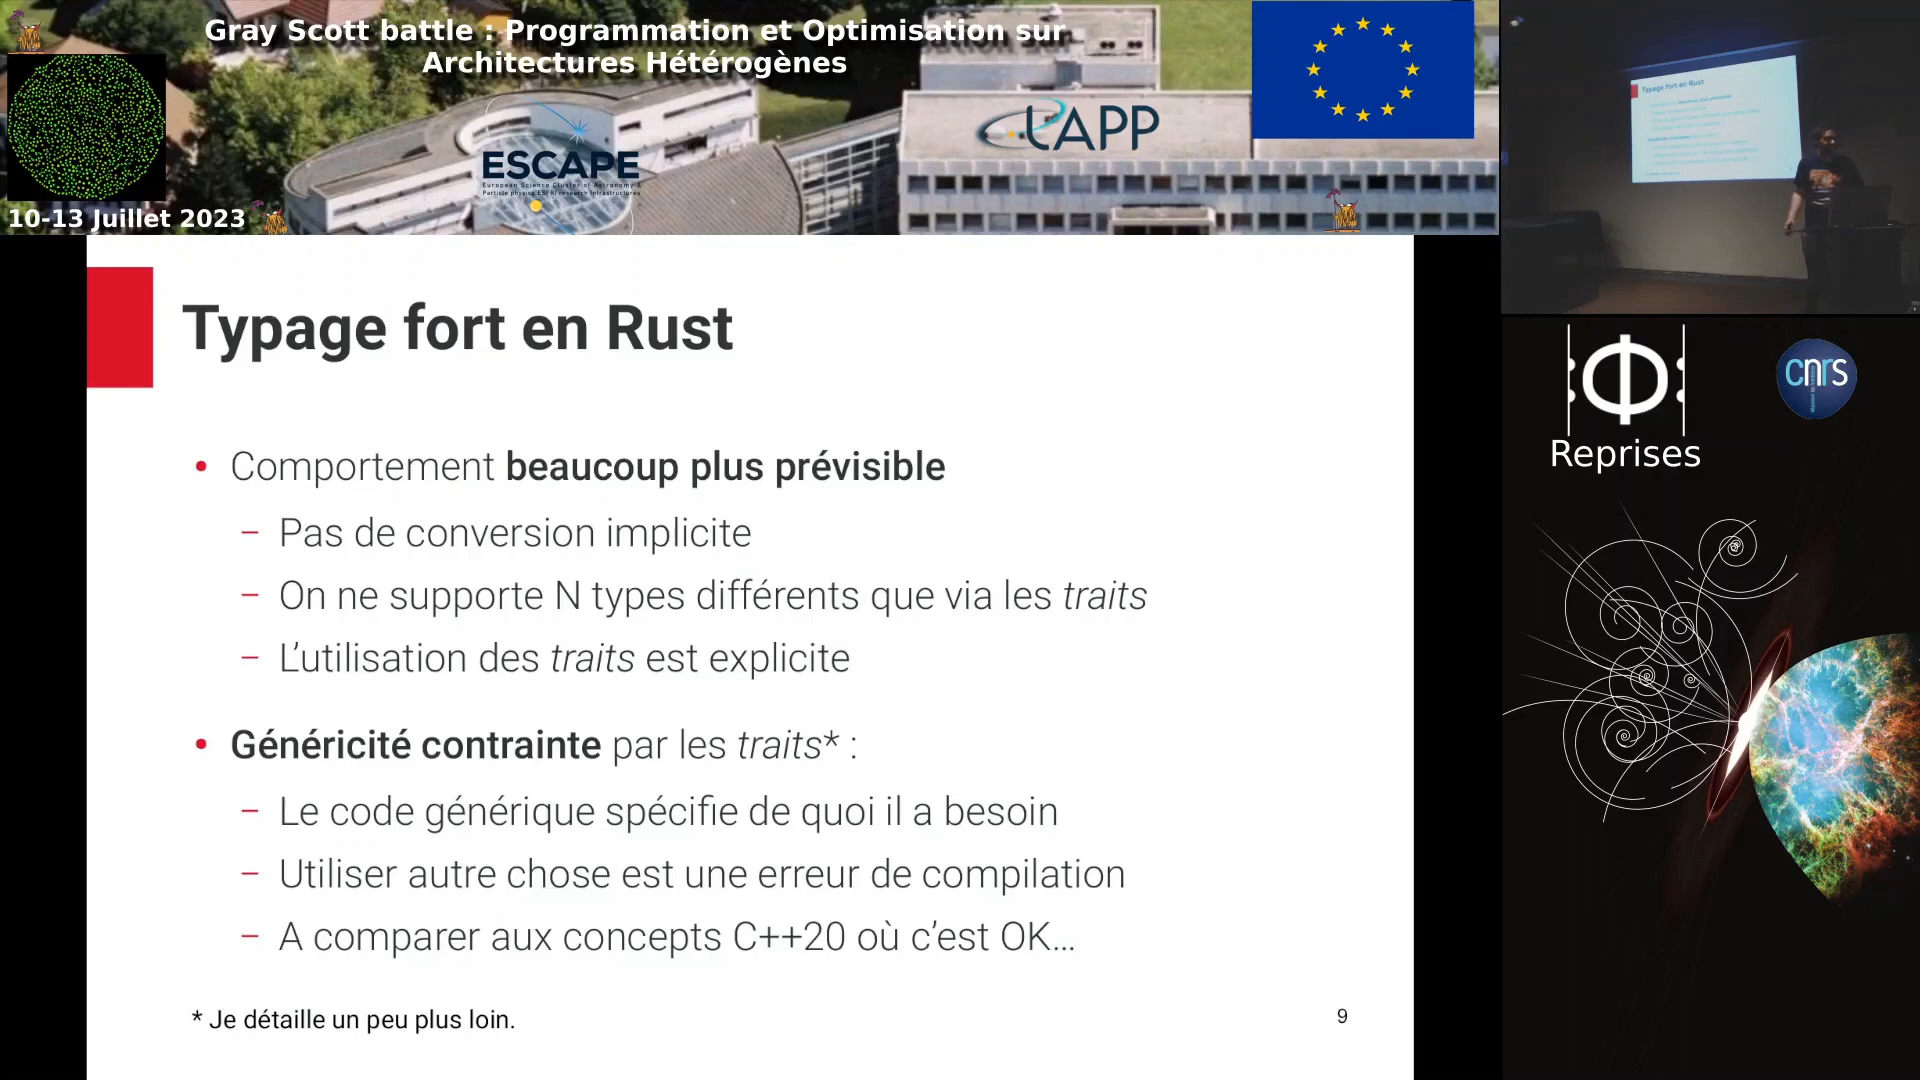 Gray Scott battle : Programmation et Optimisation sur
Architectures Hétérogènes
ESCAPE
European Science Cluster of Astronomy &
Particle physics ESFRI research Infrastructures
LAPP
10-13 Juillet 2023
Typage fort en Rust
• Comportement beaucoup plus prévisible
– Pas de conversion implicite
– On ne supporte N types différents que via les traits
– L’utilisation des traits est explicite
• Généricité contrainte par les traits* :
– Le code générique spécifie de quoi il a besoin
– Utiliser autre chose est une erreur de compilation
– A comparer aux concepts C++20 où c’est OK…
* Je détaille un peu plus loin.
9
Typage fort en Rust
cnrs
Reprises